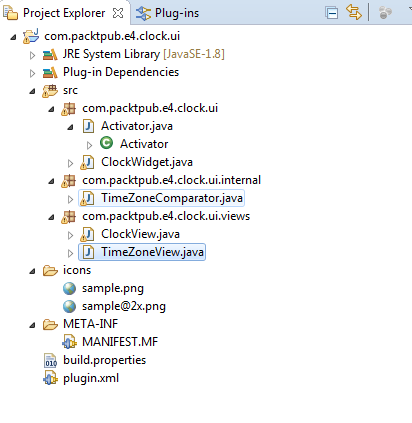 Project Explorer Plug-ins
com.packtpub.e4.clock.ui
JRE System Library [JavaSE-1.8]
Plug-in Dependencies
src
com.packtpub.e4.clock.ui
Activator.java
Activator
ClockWidget.java
com.packtpub.e4.clock.ui.internal
TimeZoneComparator.java
com.packtpub.e4.clock.ui.views
ClockView.java
TimeZoneView.java
icons
sample.png
sample@2x.png
META-INF
MANIFEST.MF
build.properties
plugin.xml